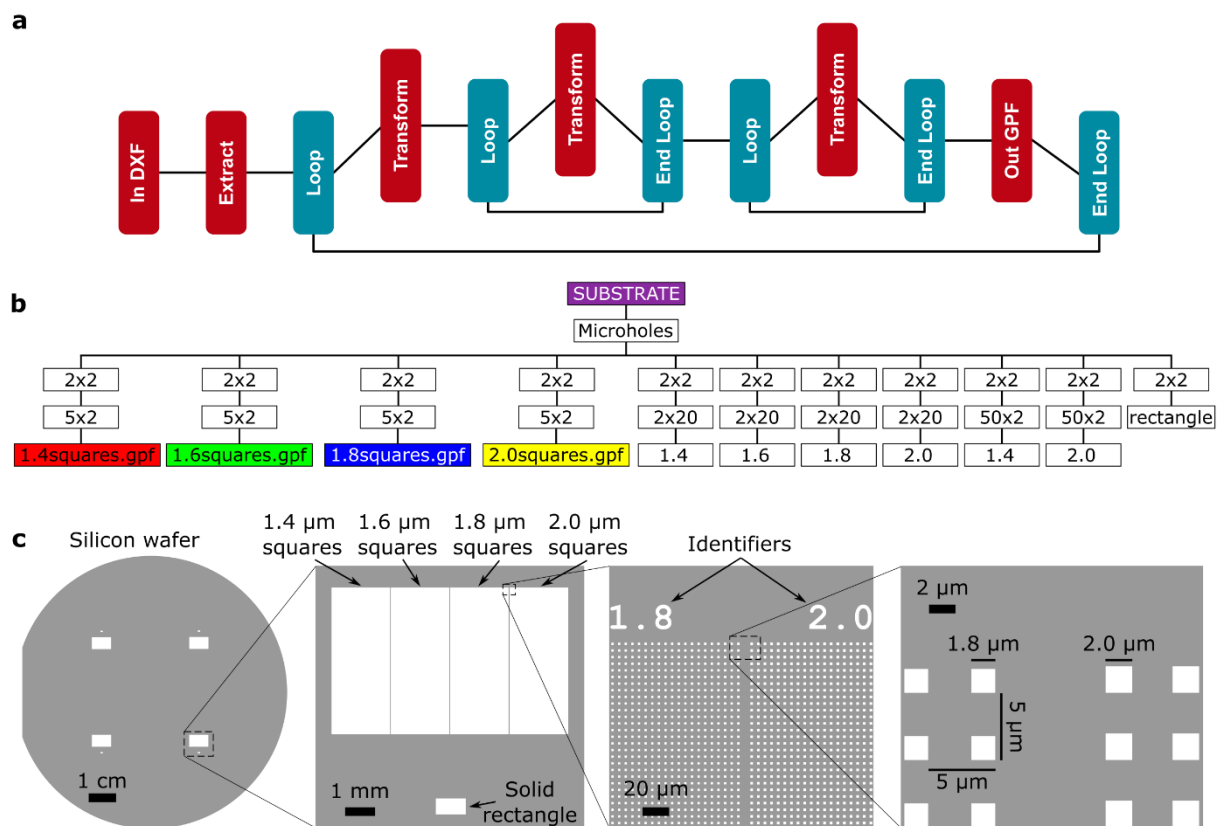 a
In DXF
Extract
Loop
Transform
Loop
Transform
End Loop
Loop
Transform
End Loop
Out GPF
End Loop
b
SUBSTRATE
Microholes
2x2 2x2 2x2 2x2 2x2 2x2 2x2 2x2 2x2 2x2 2x2
5x2 5x2 5x2 5x2 2x20 2x20 2x20 2x20 50x2 50x2 rectangle
1.4squares.gpf 1.6squares.gpf 1.8squares.gpf 2.0squares.gpf 1.4 1.6 1.8 2.0 1.4 2.0
c
Silicon wafer
1 cm
1.4 µm 1.6 µm 1.8 µm 2.0 µm
squares squares squares squares
1 mm
Solid
rectangle
Identifiers
1.8 2.0
20 µm
2 µm
1.8 µm 2.0 µm
5 µm
5 µm